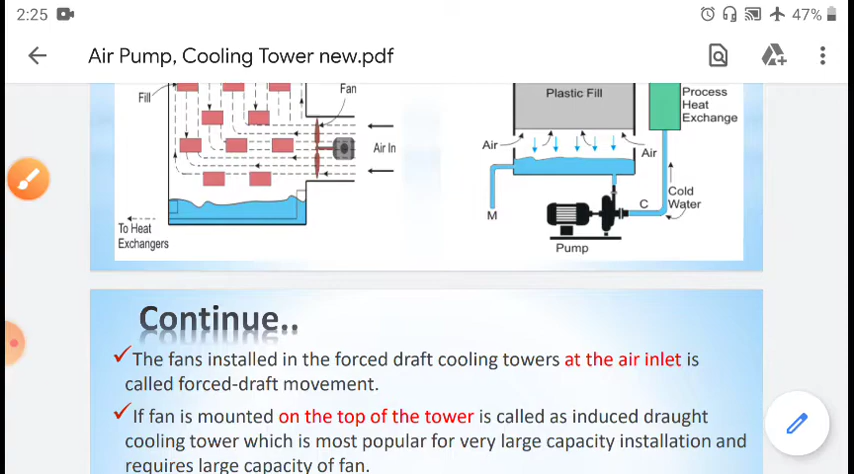 2:25
47%
Air Pump, Cooling Tower new.pdf
Fill
Fan
Air In
To Heat
Exchangers
Plastic Fill
Process
Heat
Exchange
Air
Air
Cold
Water
C
M
Pump
Continue..
The fans installed in the forced draft cooling towers at the air inlet is
called forced-draft movement.
If fan is mounted on the top of the tower is called as induced draught
cooling tower which is most popular for very large capacity installation and
requires large capacity of fan.